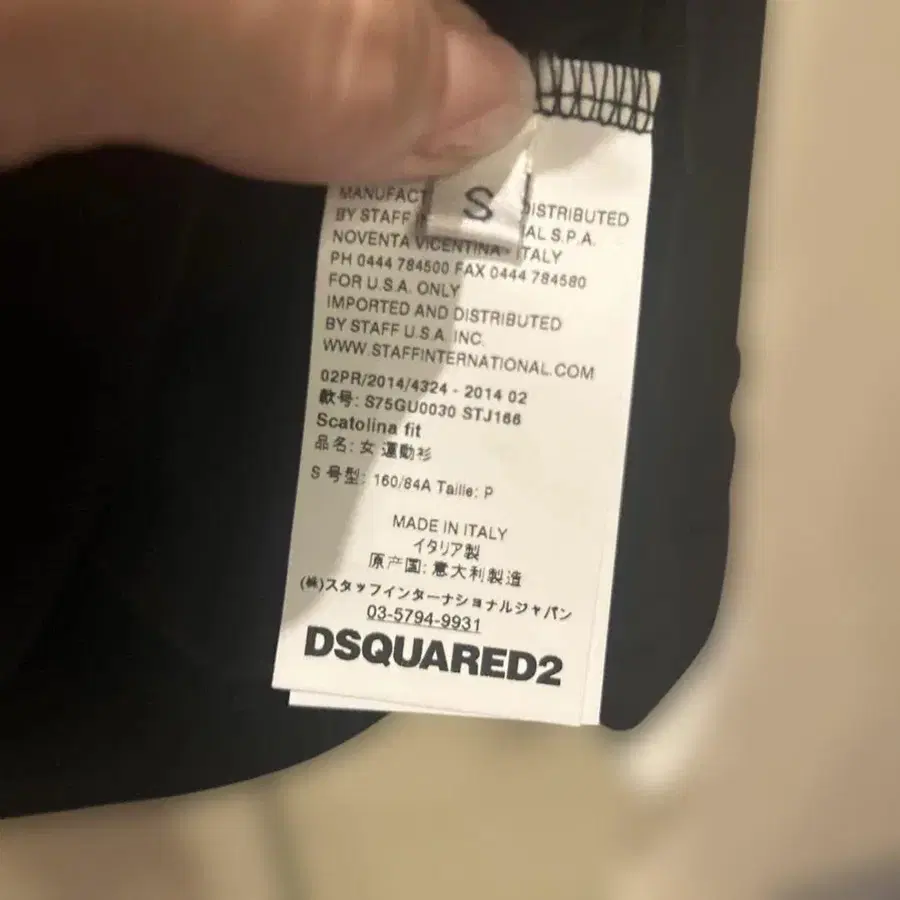 S
MANUFACT DISTRIBUTED
BY STAFF IN AL S.P.A.
NOVENTA VICENTINA - ITALY
PH 0444 784500 FAX 0444 784580
FOR U.S.A. ONLY
IMPORTED AND DISTRIBUTED
BY STAFF U.S.A. INC.
WWW.STAFFINTERNATIONAL.COM
02PR/2014/4324 - 2014 02
款号: S75GU0030 STJ166
Scatolina fit
品名: 女 運動衫
S 号型: 160/84A Taille: P
MADE IN ITALY
イタリア製
原产国: 意大利製造
(株)スタッフインターナショナルジャパン
03-5794-9931
DSQUARED2